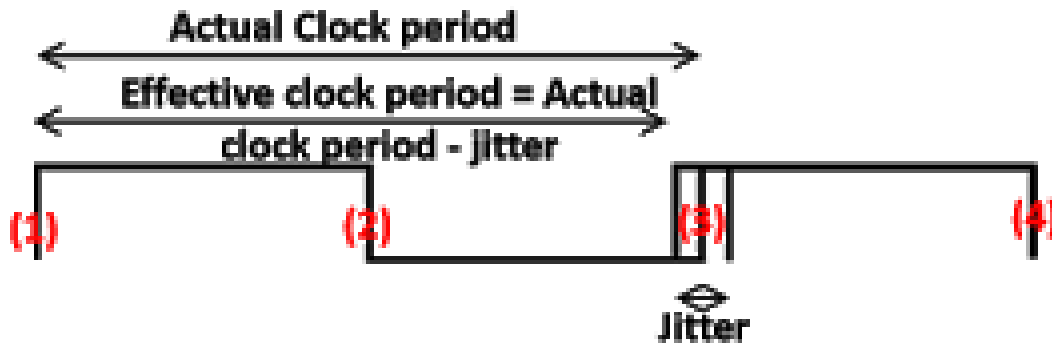 Actual Clock period
Effective clock period = Actual
clock period - jitter
(1) (2) (3) (4)
Jitter